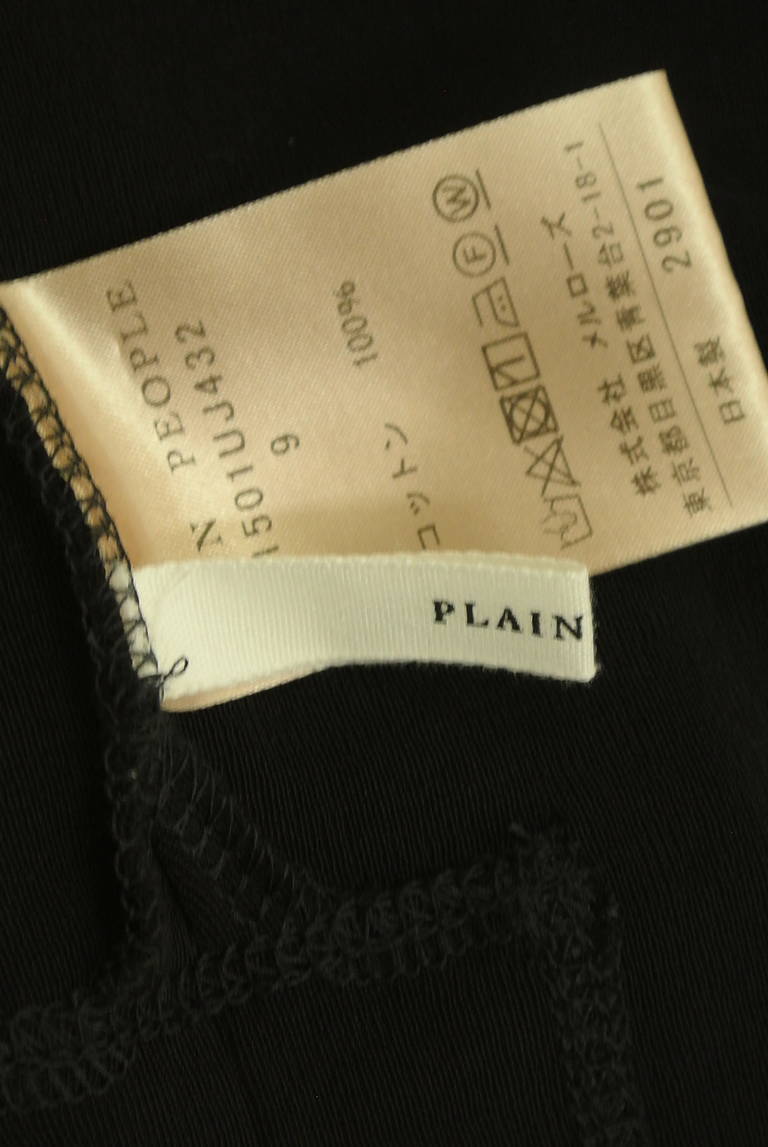 N PEOPLE
1501UJ432
9
コットン 100%
W
F
株式会社 メルローズ
東京都目黒区青葉台2-18-1
日本製 2901
PLAIN